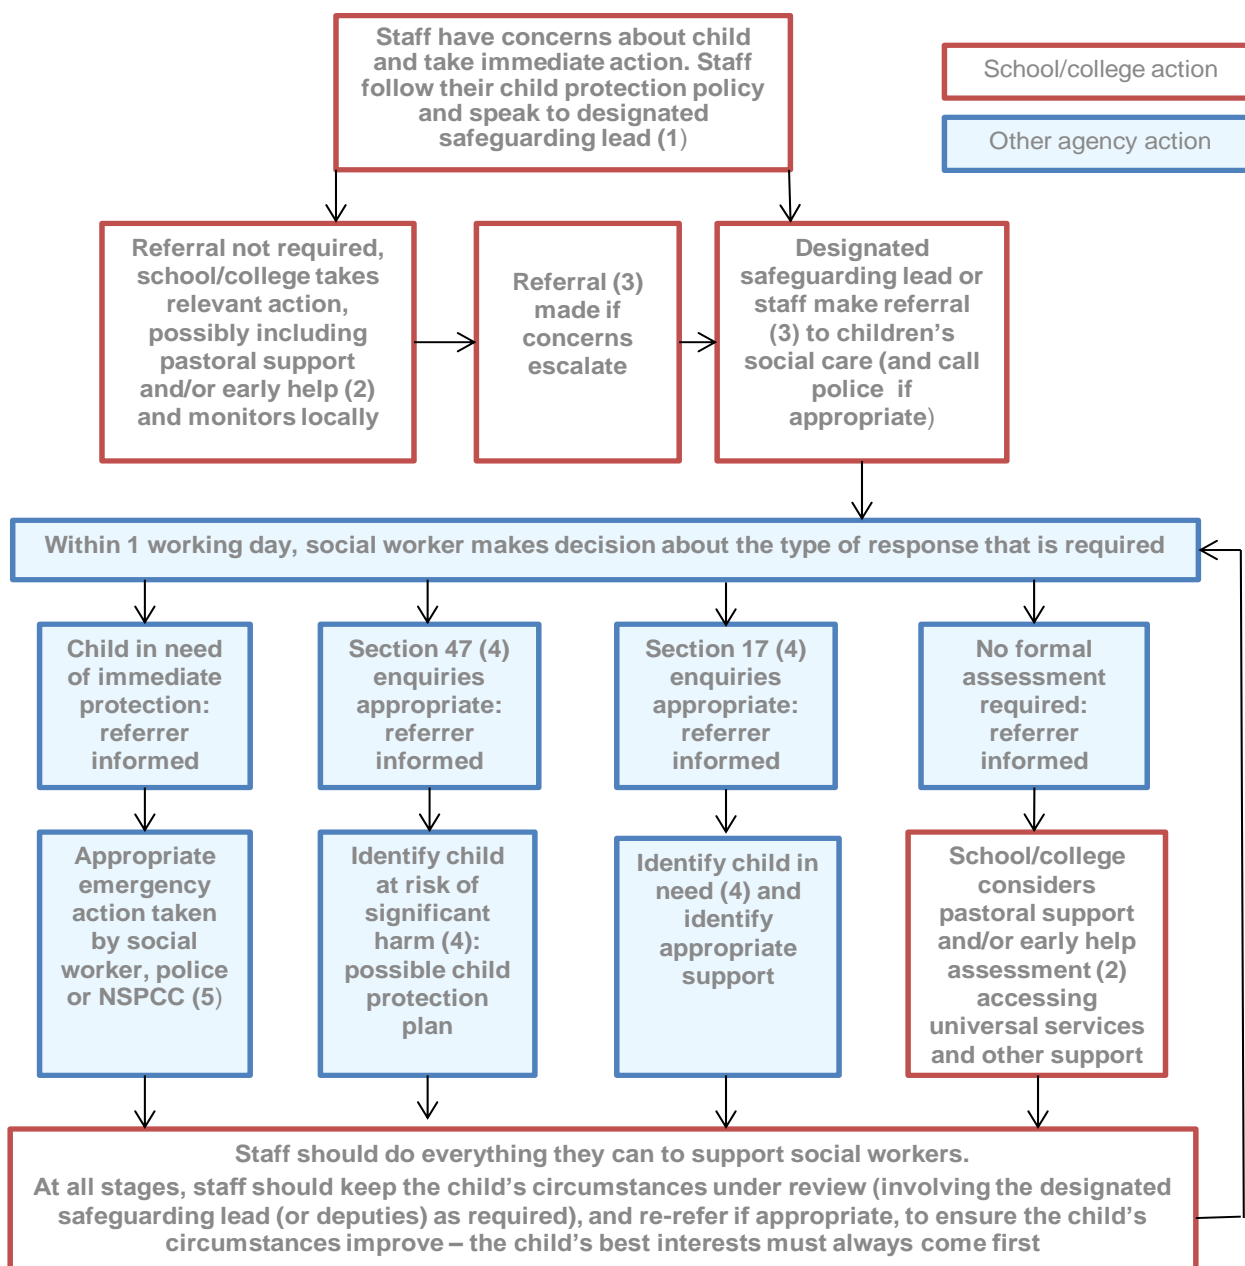 Staff have concerns about child
and take immediate action. Staff
follow their child protection policy
and speak to designated
safeguarding lead (1)
School/college action
Other agency action
Referral not required,
school/college takes
relevant action,
possibly including
pastoral support
and/or early help (2)
and monitors locally
Referral (3)
made if
concerns
escalate
Designated
safeguarding lead or
staff make referral
(3) to children’s
social care (and call
police if
appropriate)
Within 1 working day, social worker makes decision about the type of response that is required
Child in need
of immediate
protection:
referrer
informed
Section 47 (4)
enquiries
appropriate:
referrer
informed
Section 17 (4)
enquiries
appropriate:
referrer
informed
No formal
assessment
required:
referrer
informed
Appropriate
emergency
action taken
by social
worker, police
or NSPCC (5)
Identify child
at risk of
significant
harm (4):
possible child
protection
plan
Identify child in
need (4) and
identify
appropriate
support
School/college
considers
pastoral support
and/or early help
assessment (2)
accessing
universal services
and other support
Staff should do everything they can to support social workers.
At all stages, staff should keep the child’s circumstances under review (involving the designated
safeguarding lead (or deputies) as required), and re-refer if appropriate, to ensure the child’s
circumstances improve – the child’s best interests must always come first